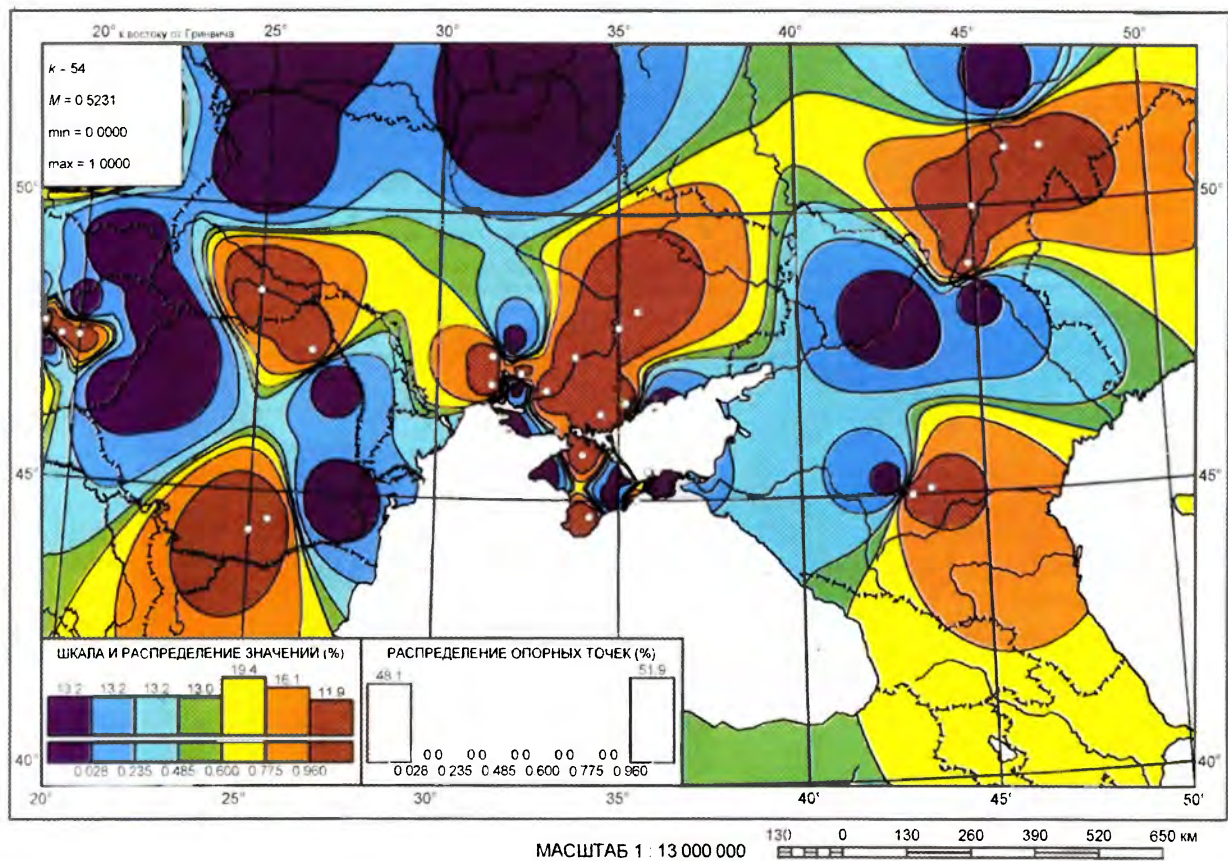 20° к востоку от Гринвича 25° 30° 35° 40° 45° 50°
k - 54
M = 0 5231
min = 0 0000
max = 1 0000
50° 50°
45° 45°
40° 40°
ШКАЛА И РАСПРЕДЕЛЕНИЕ ЗНАЧЕНИЙ (%)
13.2 13.2 13.2 13.0 19.4 16.1 11.9
0 028 0.235 0.485 0.600 0.775 0.960
РАСПРЕДЕЛЕНИЕ ОПОРНЫХ ТОЧЕК (%)
48.1 51.9
0 0 0 0 0 0 0 0 0 0
0 028 0.235 0.485 0.600 0.775 0.960
20° 25° 30° 35° 40° 45° 50°
МАСШТАБ 1 : 13 000 000
130 0 130 260 390 520 650 км